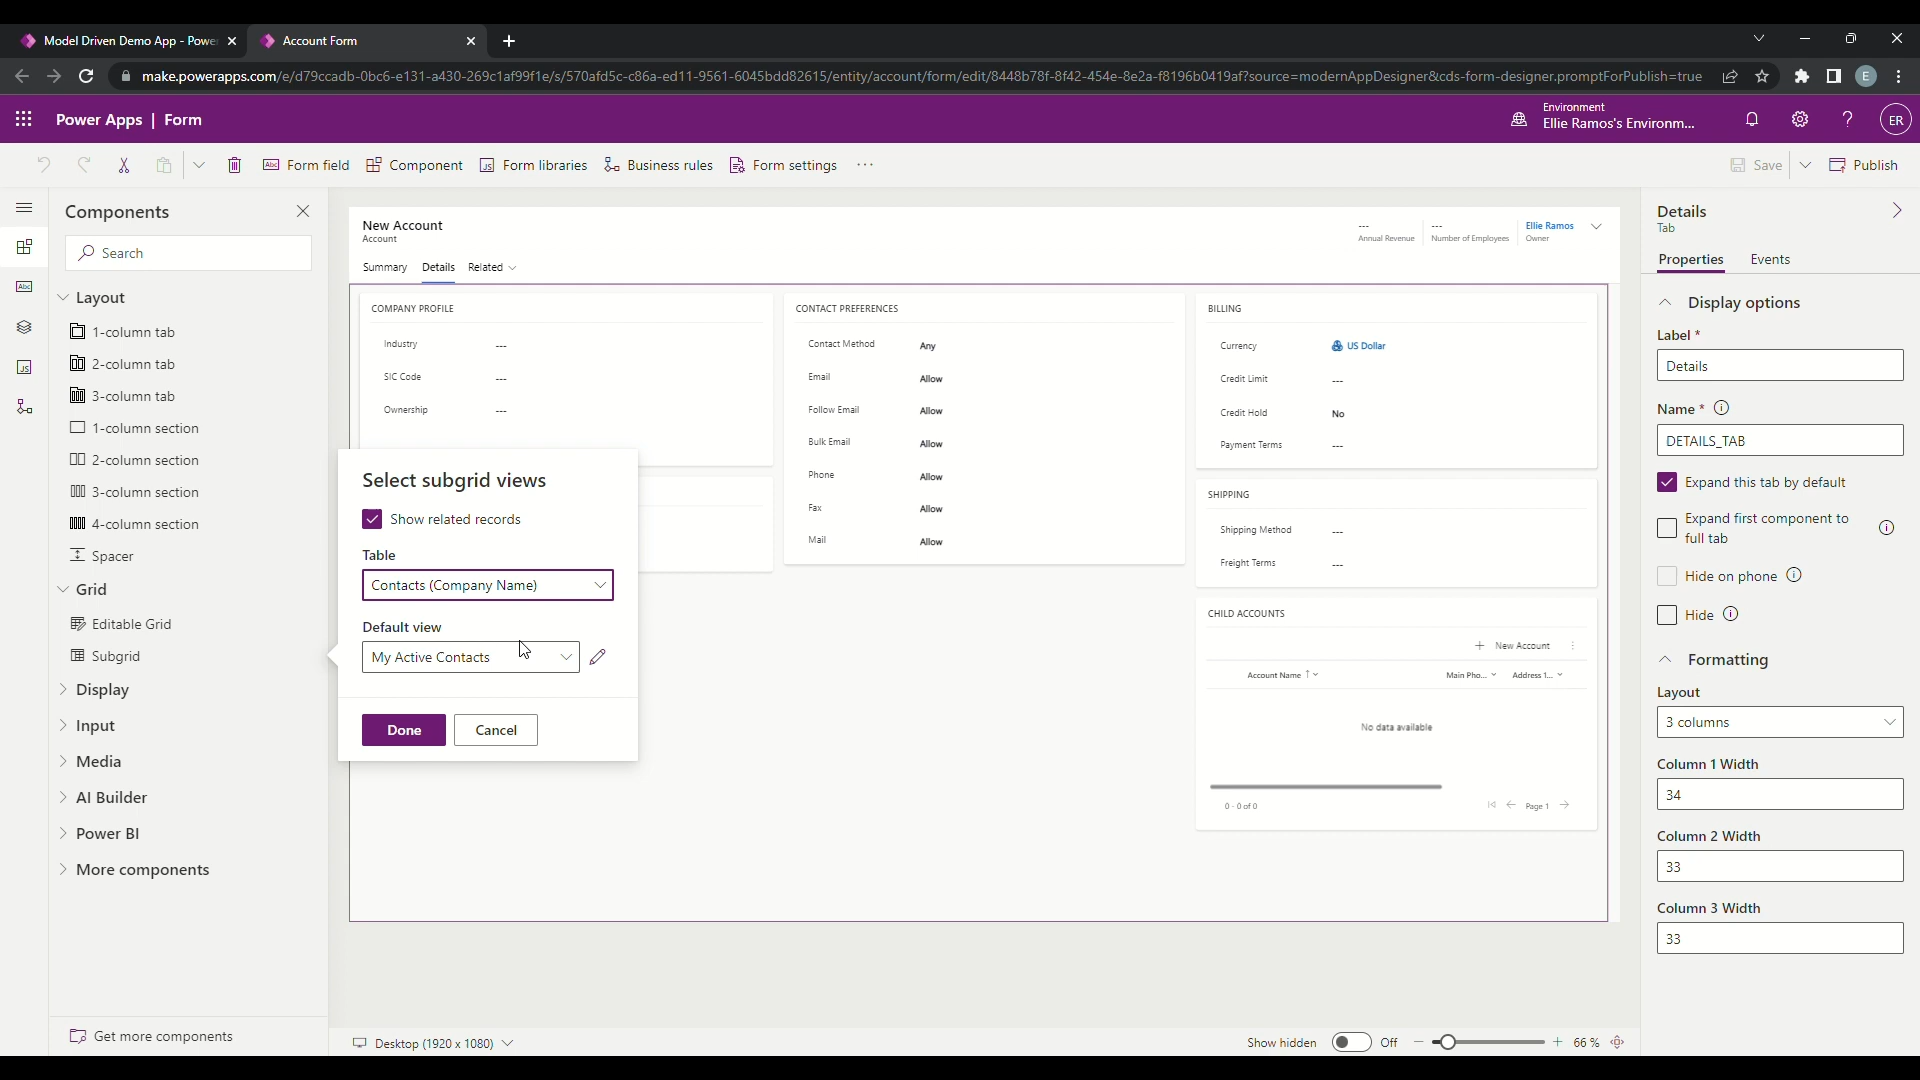 Model Driven Demo App - Powe
Account Form
make.powerapps.com/e/d79ccadb-0bc6-e131-a430-269c1af99f1e/s/570afd5c-c86a-ed11-9561-6045bdd82615/entity/account/form/edit/8448b78f-8f42-454e-8e2a-f8196b0419af?source=modernAppDesigner&cds-form-designer.promptForPublish=true
E
Power Apps | Form
Environment
Ellie Ramos's Environm...
ER
Abc Form field
Component
JS Form libraries
Business rules
Form settings
...
Save
Publish
Components
Search
Abc
JS
Layout
1-column tab
2-column tab
3-column tab
1-column section
2-column section
3-column section
4-column section
Spacer
Grid
Editable Grid
Subgrid
Display
Input
Media
AI Builder
Power BI
More components
Get more components
New Account
Account
---
Annual Revenue
---
Number of Employees
Ellie Ramos
Owner
Summary
Details
Related
COMPANY PROFILE
Industry ---
SIC Code ---
Ownership ---
CONTACT PREFERENCES
Contact Method Any
Email Allow
Follow Email Allow
Bulk Email Allow
Phone Allow
Fax Allow
Mail Allow
BILLING
Currency US Dollar
Credit Limit ---
Credit Hold No
Payment Terms ---
SHIPPING
Shipping Method ---
Freight Terms ---
CHILD ACCOUNTS
+ New Account
Account Name ↑
Main Pho...
Address 1...
No data available
0 - 0 of 0
Page 1
Select subgrid views
Show related records
Table
Contacts (Company Name)
Default view
My Active Contacts
Done
Cancel
Desktop (1920 x 1080)
Show hidden
Off
66 %
Details
Tab
Properties
Events
Display options
Label *
Details
Name *
DETAILS_TAB
Expand this tab by default
Expand first component to
full tab
Hide on phone
Hide
Formatting
Layout
3 columns
Column 1 Width
34
Column 2 Width
33
Column 3 Width
33